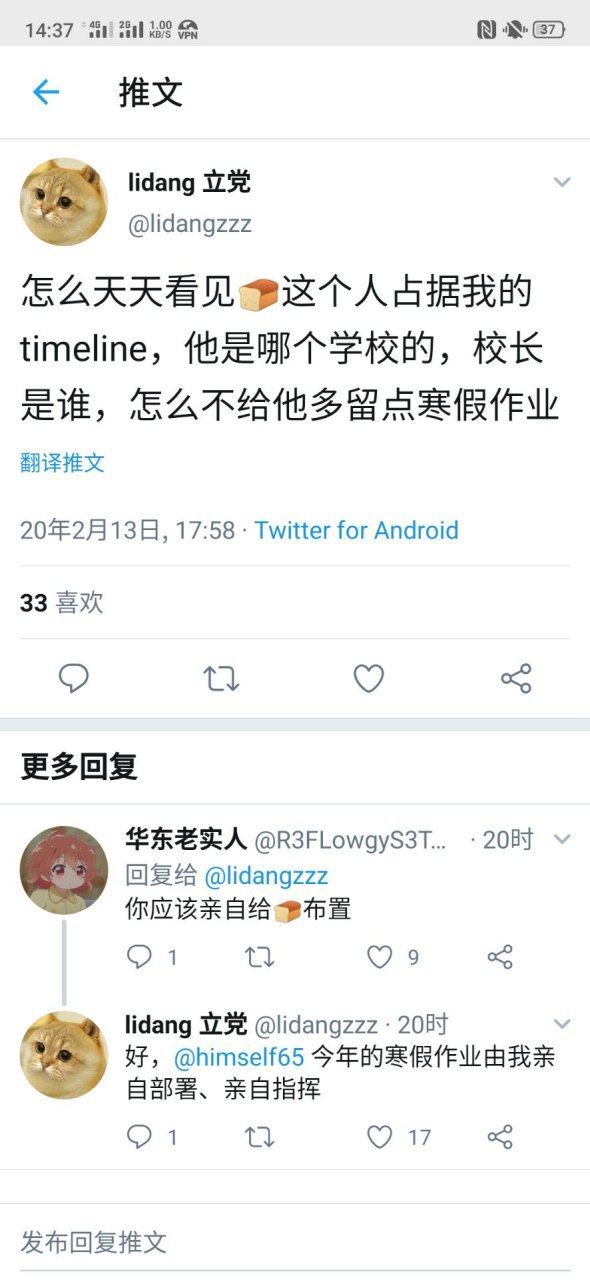 14:37 4G 2G 1.00 KB/S VPN 37
推文
lidang 立党
@lidangzzz
怎么天天看见🍞这个人占据我的
timeline，他是哪个学校的，校长
是谁，怎么不给他多留点寒假作业
翻译推文
20年2月13日, 17:58 · Twitter for Android
33 喜欢
更多回复
华东老实人 @R3FLowgyS3T... · 20时
回复给 @lidangzzz
你应该亲自给🍞布置
1 9
lidang 立党 @lidangzzz · 20时
好，@himself65 今年的寒假作业由我亲
自部署、亲自指挥
1 17
发布回复推文